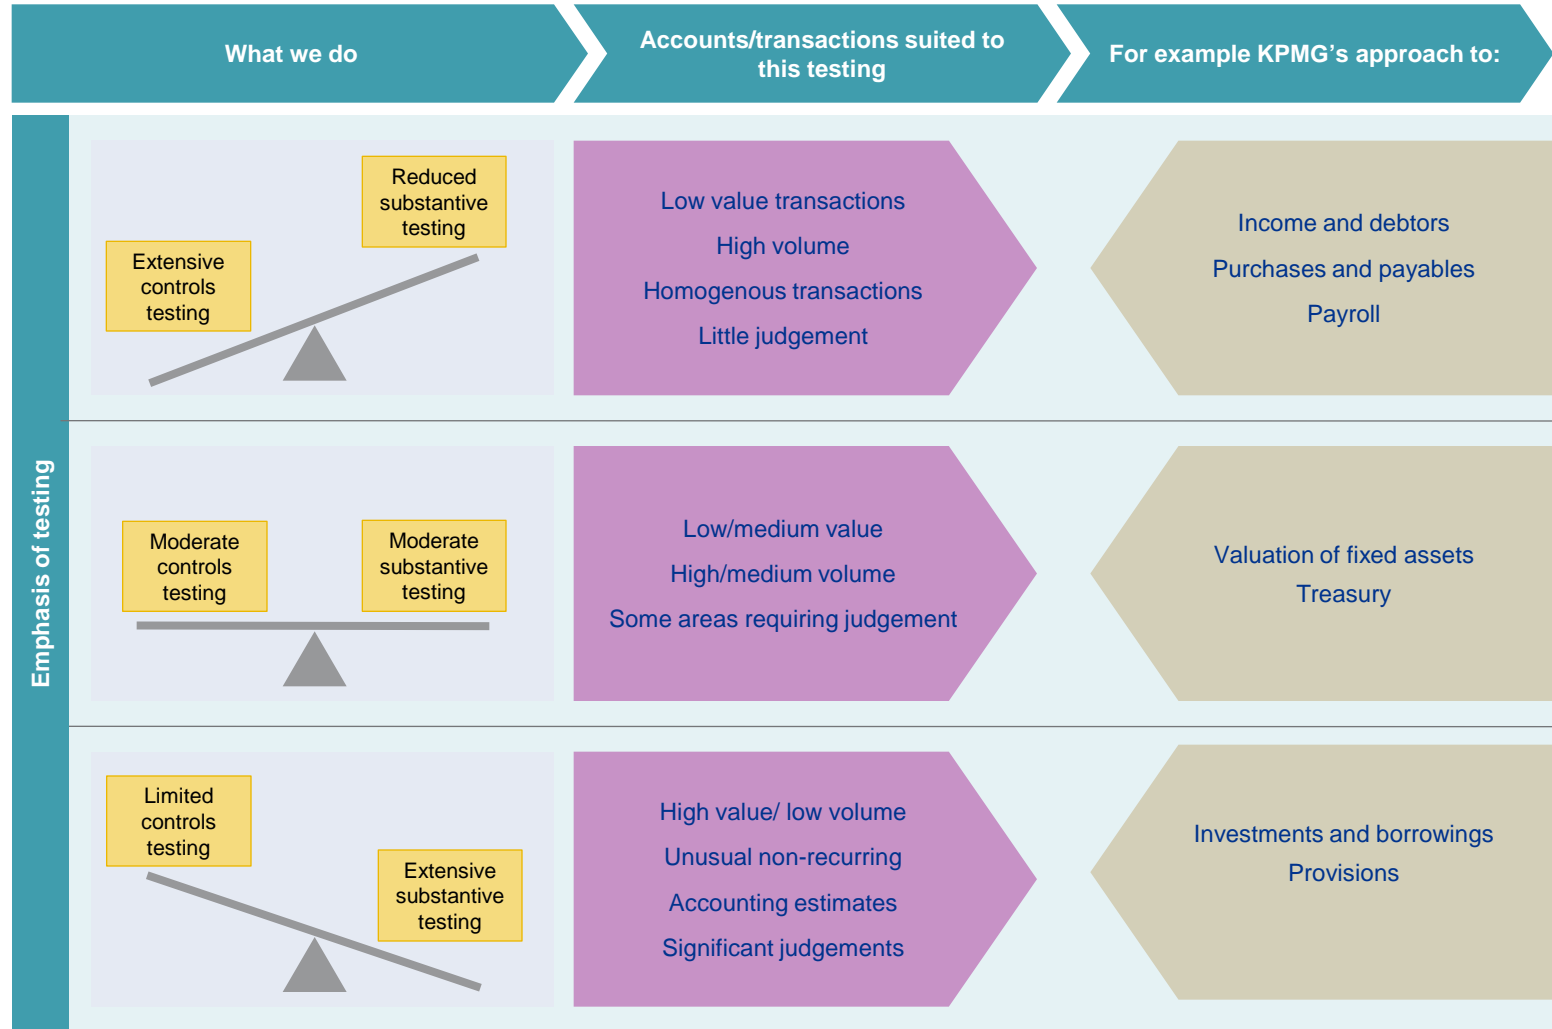 What we do
Accounts/transactions suited to
this testing
For example KPMG's approach to:
Emphasis of testing
Extensive
controls
testing
Reduced
substantive
testing
Low value transactions
High volume
Homogenous transactions
Little judgement
Income and debtors
Purchases and payables
Payroll
Moderate
controls
testing
Moderate
substantive
testing
Low/medium value
High/medium volume
Some areas requiring judgement
Valuation of fixed assets
Treasury
Limited
controls
testing
Extensive
substantive
testing
High value/ low volume
Unusual non-recurring
Accounting estimates
Significant judgements
Investments and borrowings
Provisions